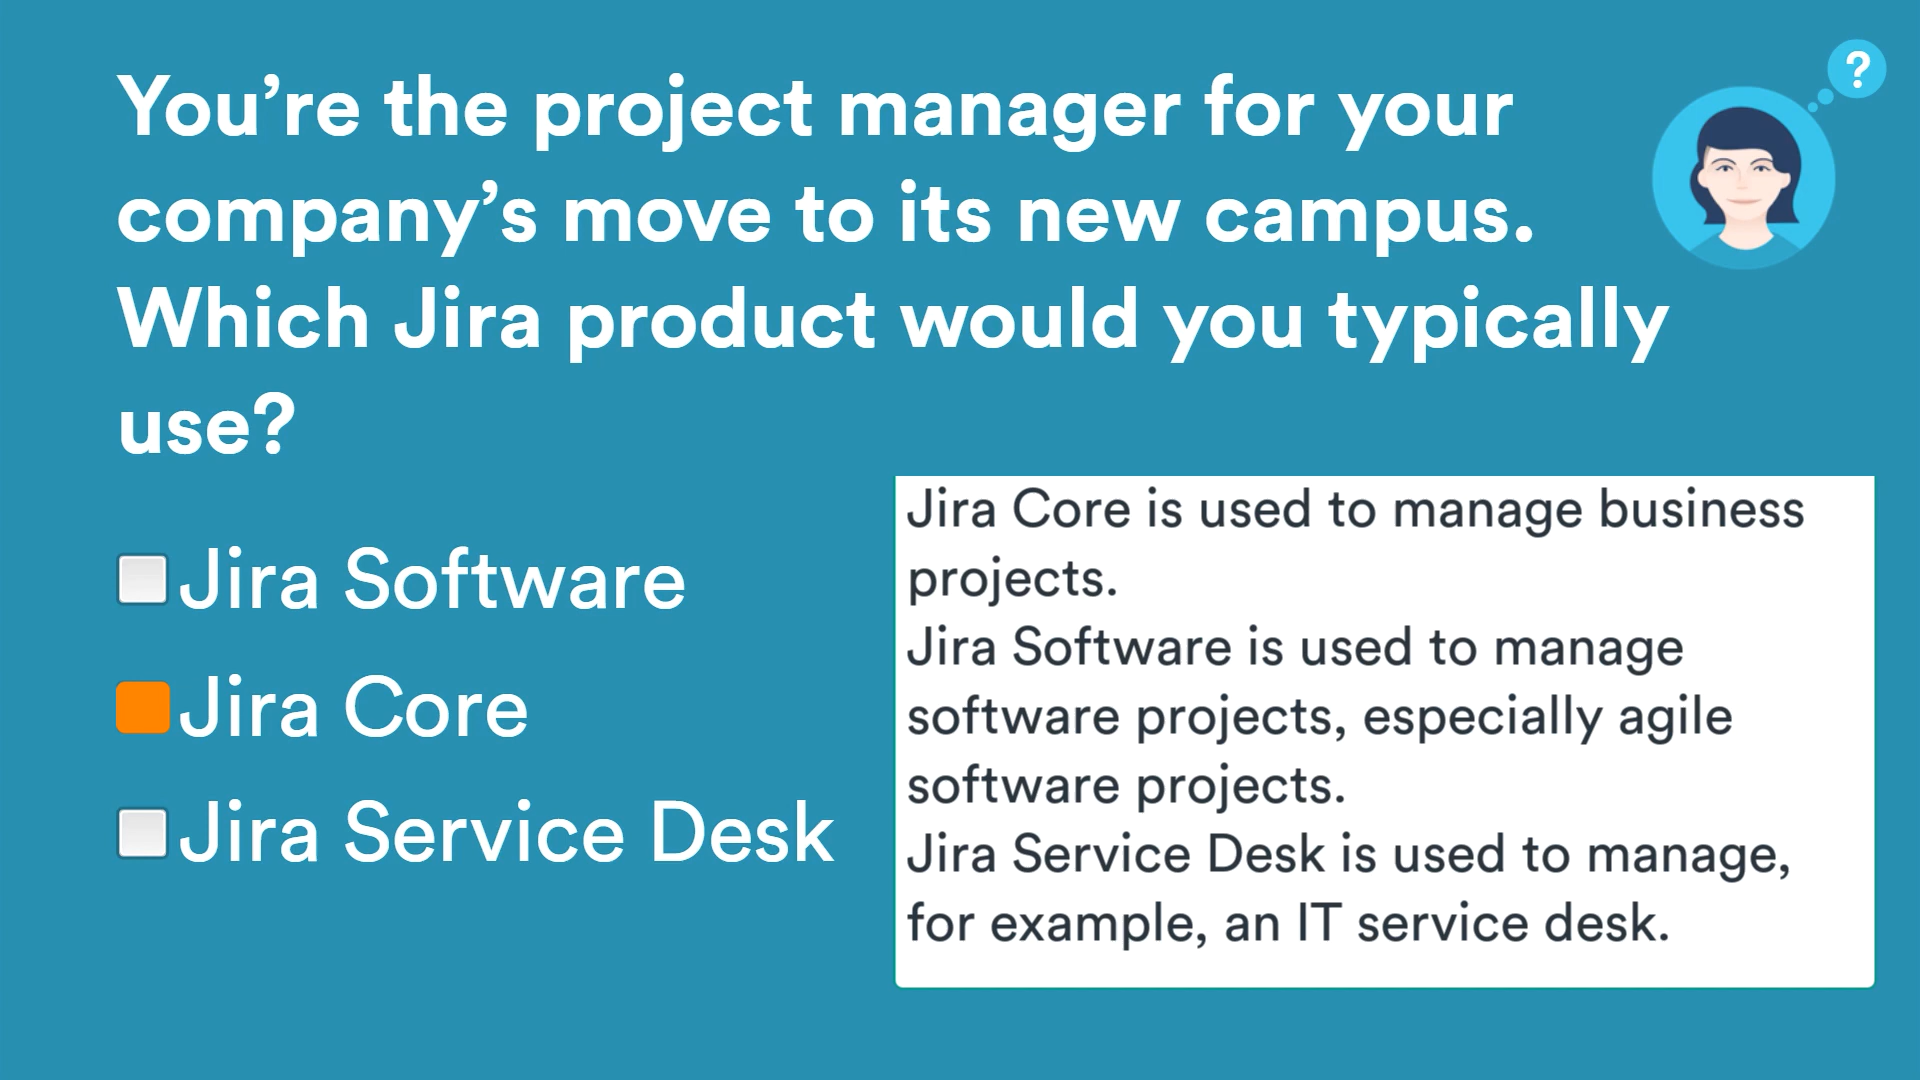 You’re the project manager for your
company’s move to its new campus.
Which Jira product would you typically
use?
?
Jira Software
Jira Core
Jira Service Desk
Jira Core is used to manage business
projects.
Jira Software is used to manage
software projects, especially agile
software projects.
Jira Service Desk is used to manage,
for example, an IT service desk.